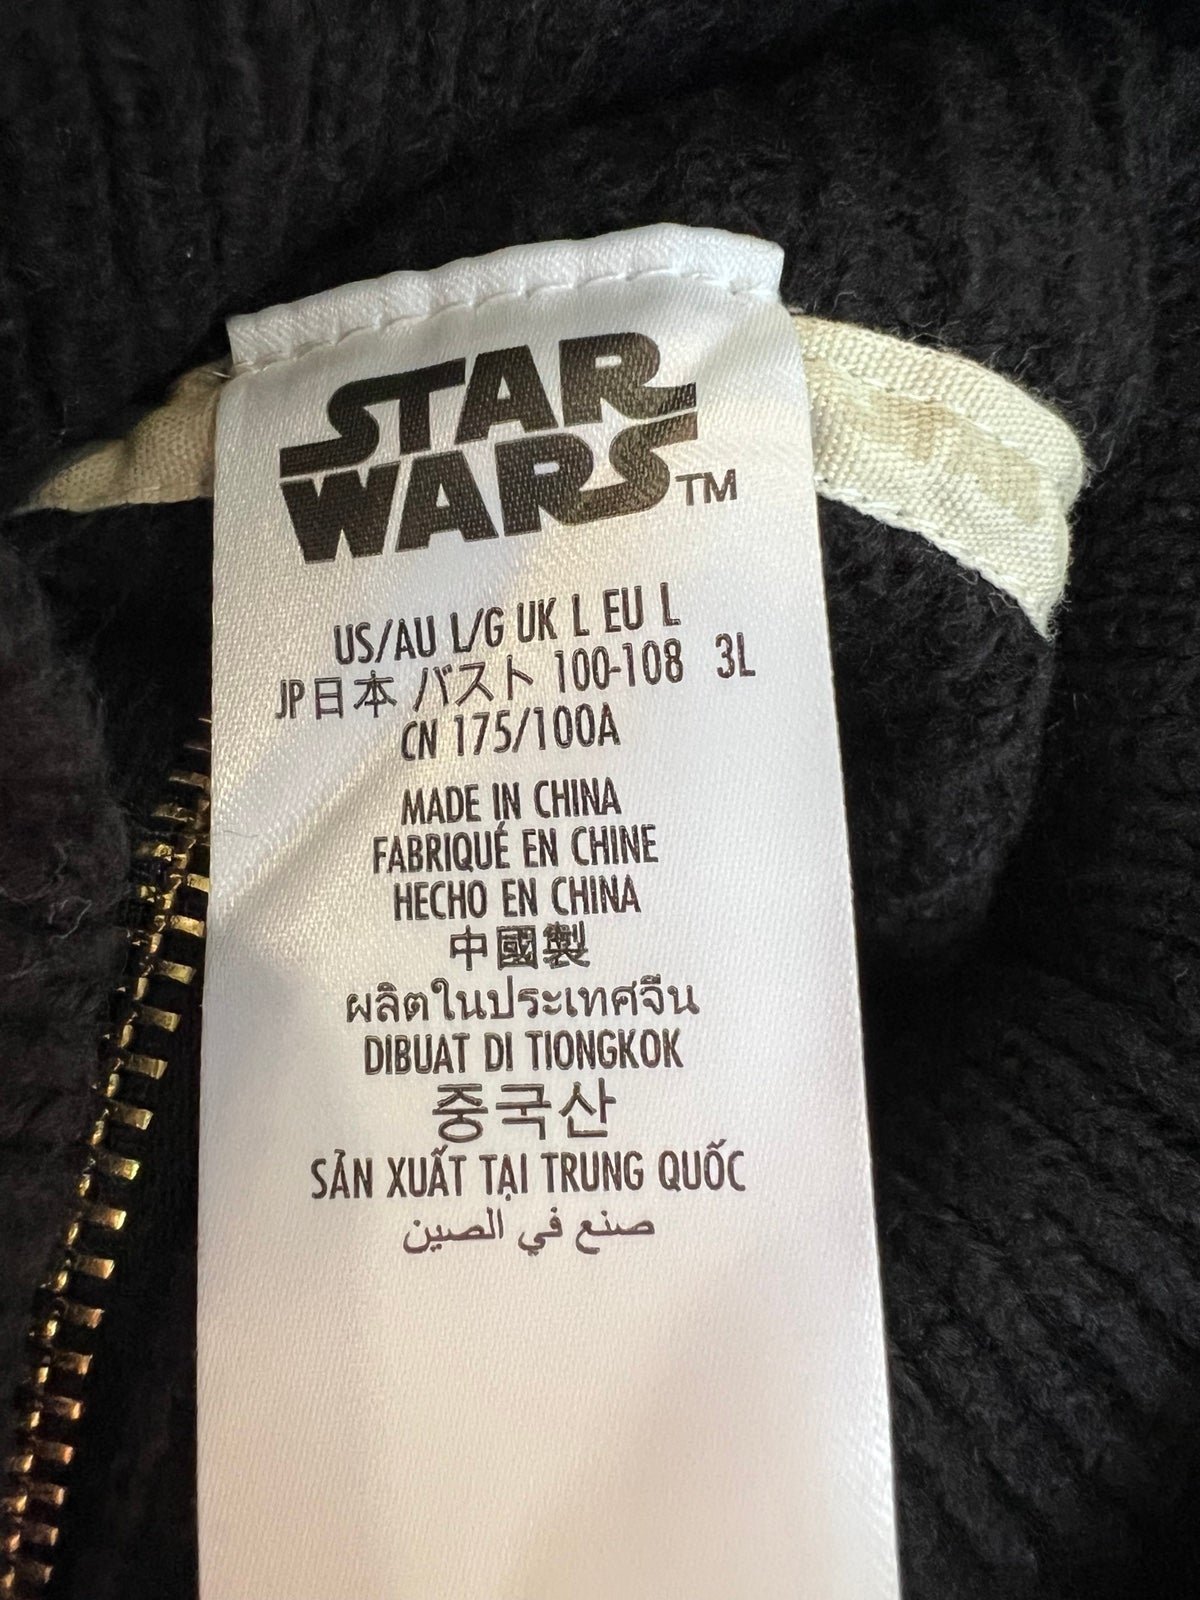 STAR
WARS™
US/AU L/G UK L EU L
JP日本 バスト 100-108 3L
CN 175/100A
MADE IN CHINA
FABRIQUÉ EN CHINE
HECHO EN CHINA
中國製
ผลิตในประเทศจีน
DIBUAT DI TIONGKOK
중국산
SẢN XUẤT TẠI TRUNG QUỐC
صنع في الصين